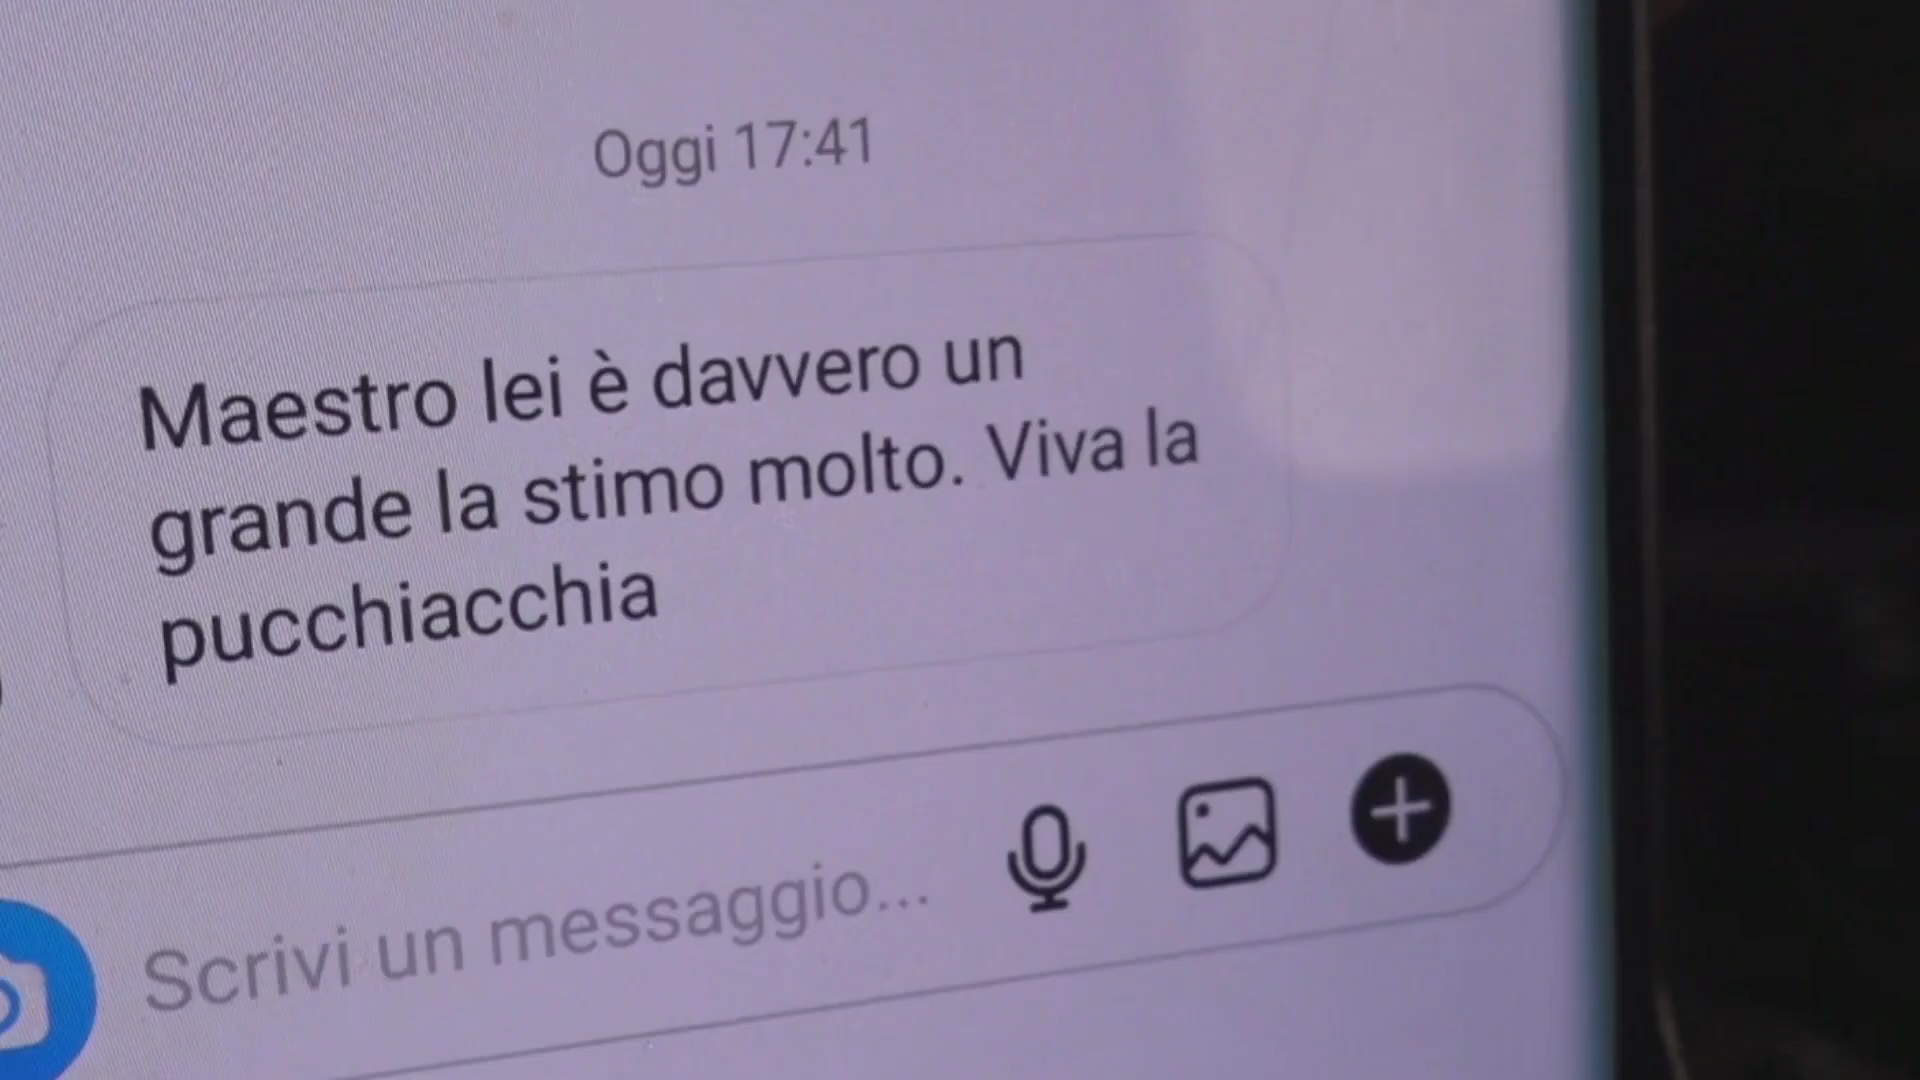 Oggi 17:41
Maestro lei è davvero un
grande la stimo molto. Viva la
pucchiacchia
Scrivi un messaggio...